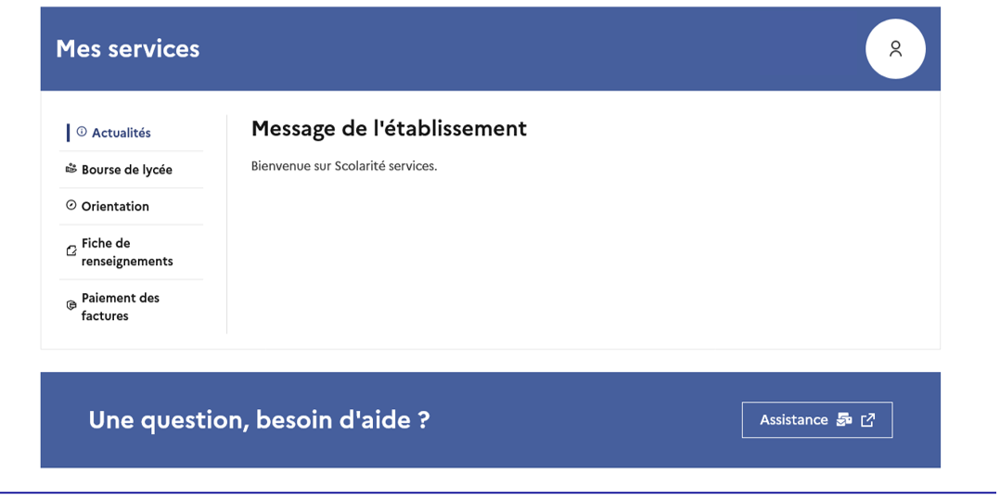 Mes services
Actualités
Bourse de lycée
Orientation
Fiche de
renseignements
Paiement des
factures
Message de l'établissement
Bienvenue sur Scolarité services.
Une question, besoin d'aide ?
Assistance